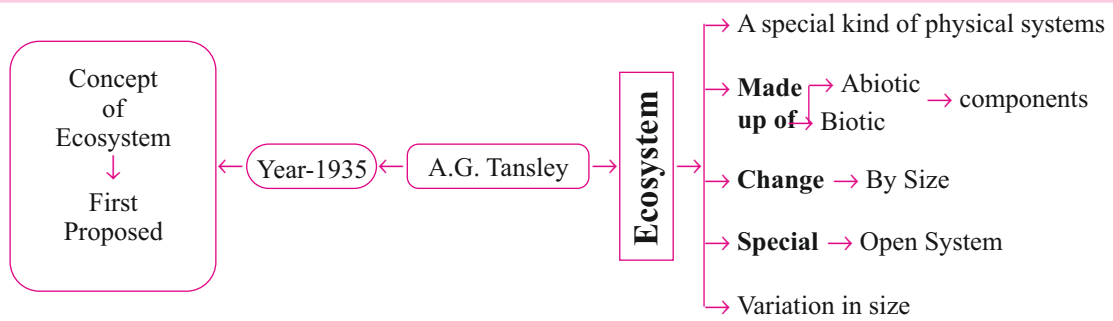 Concept
of
Ecosystem
First
Proposed
Year-1935
A.G. Tansley
Ecosystem
A special kind of physical systems
Made
up of
Abiotic
Biotic
components
Change
By Size
Special
Open System
Variation in size